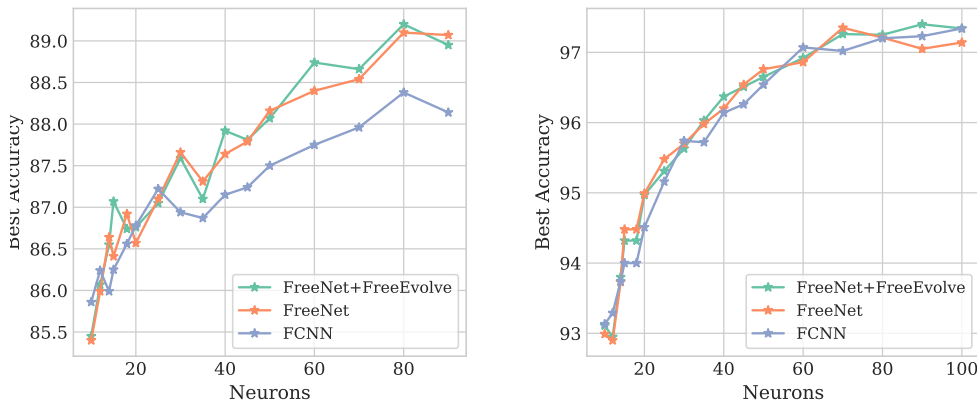 89.0
88.5
88.0
87.5
87.0
86.5
86.0
85.5
Best Accuracy
20
40
60
80
Neurons
FreeNet+FreeEvolve
FreeNet
FCNN
97
96
95
94
93
Best Accuracy
20
40
60
80
100
Neurons
FreeNet+FreeEvolve
FreeNet
FCNN